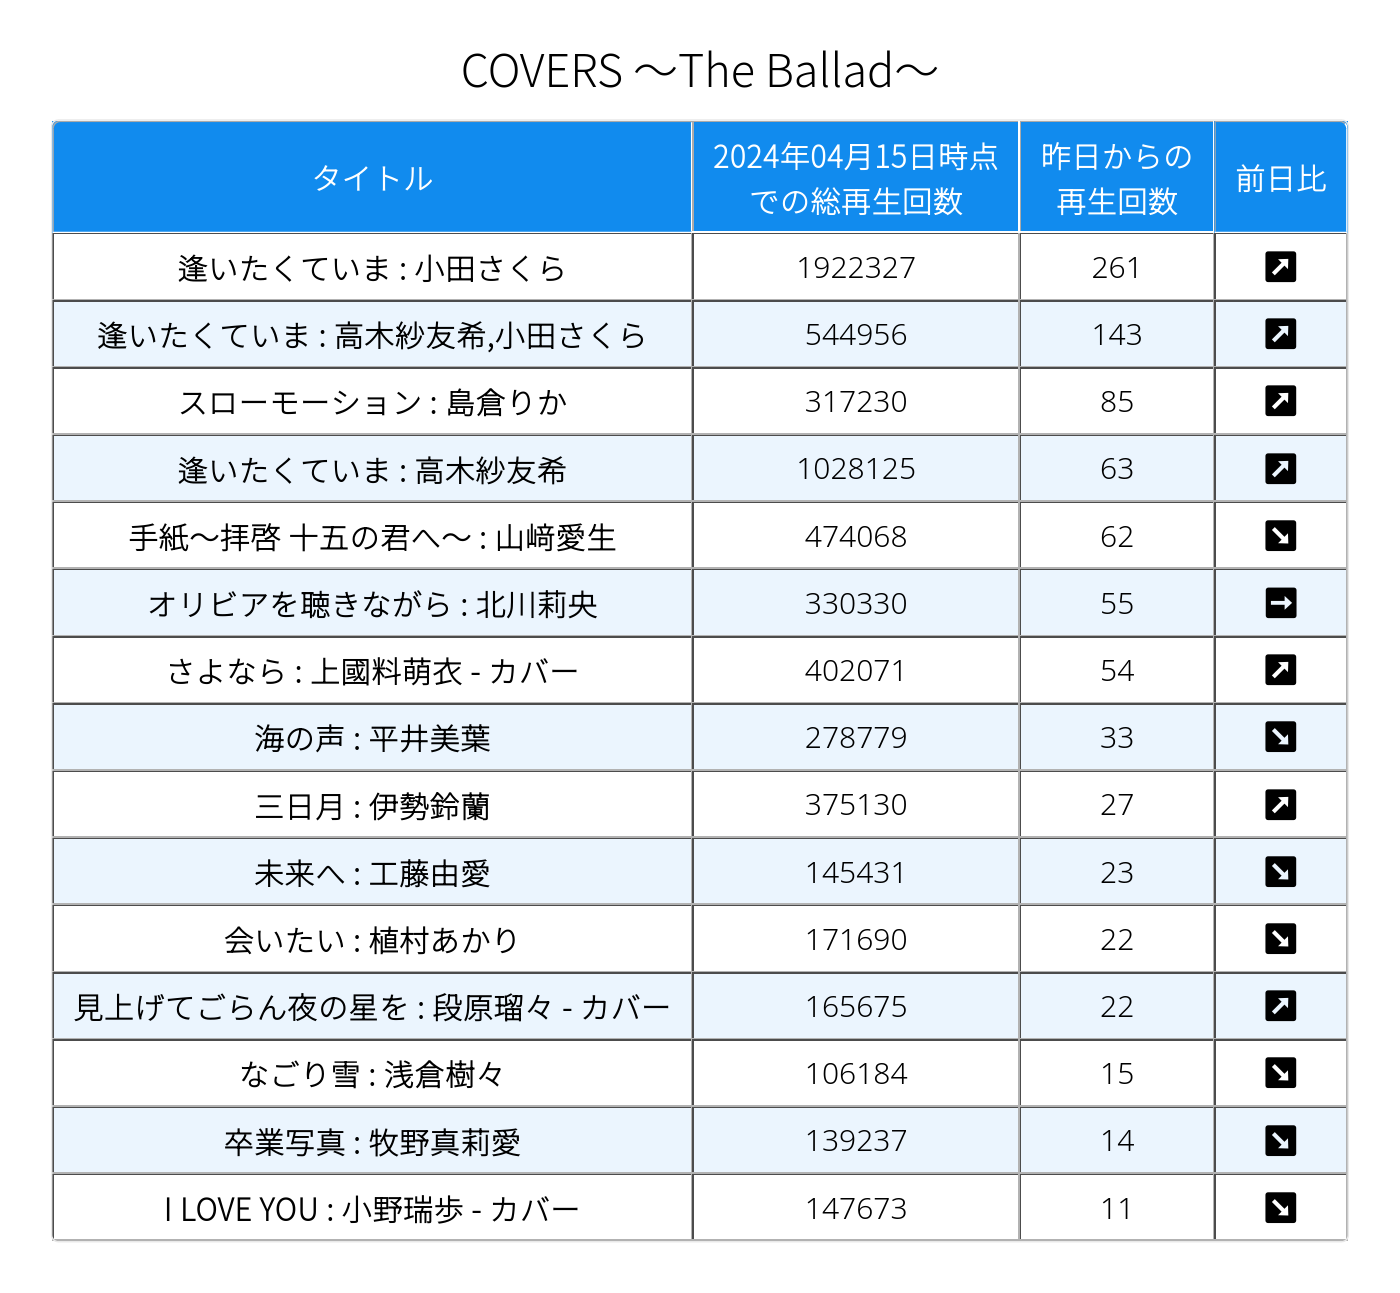 COVERS ～The Ballad～
タイトル 2024年04月15日時点での総再生回数 昨日からの再生回数 前日比
逢いたくていま : 小田さくら 1922327 261 ↗
逢いたくていま : 高木紗友希,小田さくら 544956 143 ↗
スローモーション : 島倉りか 317230 85 ↗
逢いたくていま : 高木紗友希 1028125 63 ↗
手紙～拝啓 十五の君へ～ : 山﨑愛生 474068 62 ↘
オリビアを聴きながら : 北川莉央 330330 55 →
さよなら : 上國料萌衣 - カバー 402071 54 ↗
海の声 : 平井美葉 278779 33 ↘
三日月 : 伊勢鈴蘭 375130 27 ↗
未来へ : 工藤由愛 145431 23 ↘
会いたい : 植村あかり 171690 22 ↘
見上げてごらん夜の星を : 段原瑠々 - カバー 165675 22 ↗
なごり雪 : 浅倉樹々 106184 15 ↘
卒業写真 : 牧野真莉愛 139237 14 ↘
I LOVE YOU : 小野瑞歩 - カバー 147673 11 ↘